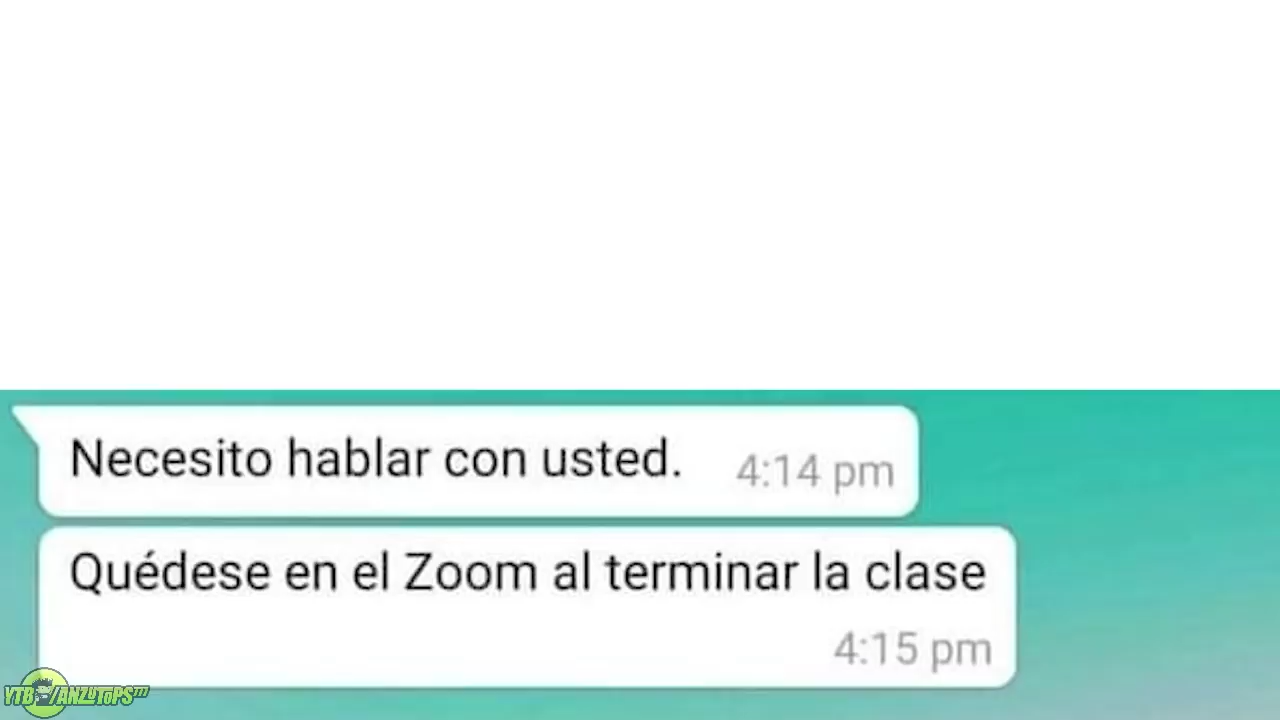 Necesito hablar con usted. 4:14 pm
Quédese en el Zoom al terminar la clase
4:15 pm